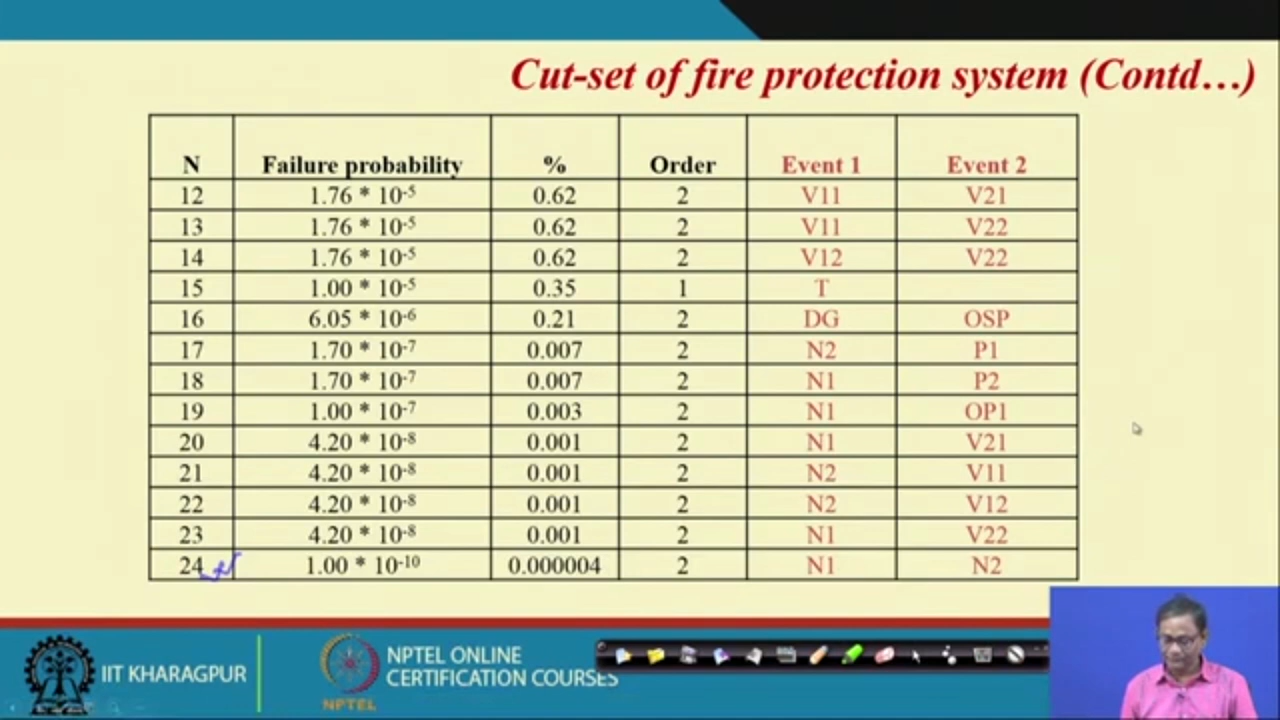 Cut-set of fire protection system (Contd…)
N Failure probability % Order Event 1 Event 2
12 1.76 * 10⁻⁵ 0.62 2 V11 V21
13 1.76 * 10⁻⁵ 0.62 2 V11 V22
14 1.76 * 10⁻⁵ 0.62 2 V12 V22
15 1.00 * 10⁻⁵ 0.35 1 T
16 6.05 * 10⁻⁶ 0.21 2 DG OSP
17 1.70 * 10⁻⁷ 0.007 2 N2 P1
18 1.70 * 10⁻⁷ 0.007 2 N1 P2
19 1.00 * 10⁻⁷ 0.003 2 N1 OP1
20 4.20 * 10⁻⁸ 0.001 2 N1 V21
21 4.20 * 10⁻⁸ 0.001 2 N2 V11
22 4.20 * 10⁻⁸ 0.001 2 N2 V12
23 4.20 * 10⁻⁸ 0.001 2 N1 V22
24 1.00 * 10⁻¹⁰ 0.000004 2 N1 N2
IIT KHARAGPUR
NPTEL ONLINE
CERTIFICATION COURSES
NPTEL